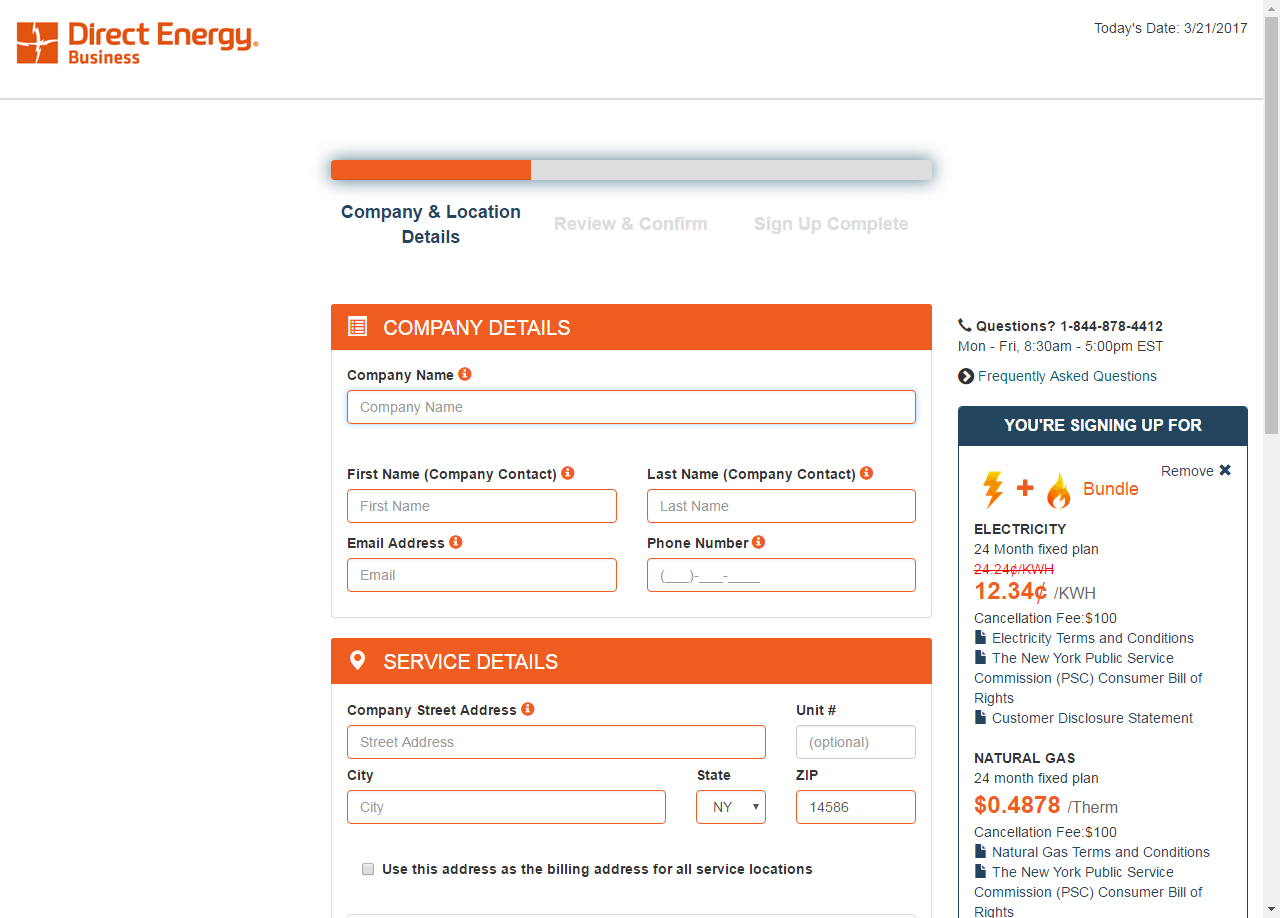 Direct Energy®
Business
Today's Date: 3/21/2017
Company & Location
Details
Review & Confirm
Sign Up Complete
COMPANY DETAILS
Company Name
Company Name
First Name (Company Contact)
Last Name (Company Contact)
First Name
Last Name
Email Address
Phone Number
Email
(___)-___-____
SERVICE DETAILS
Company Street Address
Unit #
Street Address
(optional)
City
State
ZIP
City
NY
14586
Use this address as the billing address for all service locations
Questions? 1-844-878-4412
Mon - Fri, 8:30am - 5:00pm EST
Frequently Asked Questions
YOU'RE SIGNING UP FOR
Remove
+ Bundle
ELECTRICITY
24 Month fixed plan
24.24¢/KWH
12.34¢ /KWH
Cancellation Fee:$100
Electricity Terms and Conditions
The New York Public Service
Commission (PSC) Consumer Bill of
Rights
Customer Disclosure Statement
NATURAL GAS
24 month fixed plan
$0.4878 /Therm
Cancellation Fee:$100
Natural Gas Terms and Conditions
The New York Public Service
Commission (PSC) Consumer Bill of
Rights